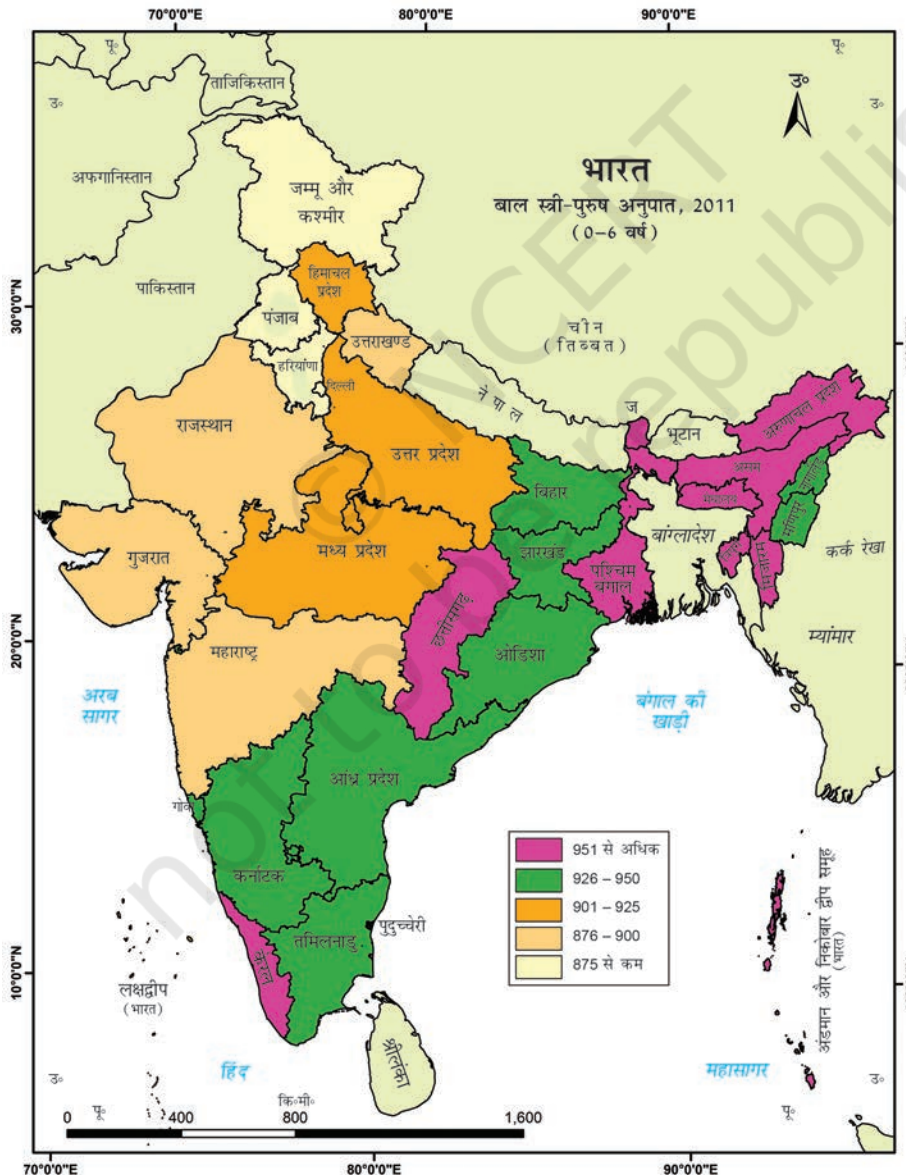 70°0'0"E 80°0'0"E 90°0'0"E
पू॰
पू॰
ताजिकिस्तान
उ॰
उ॰
उ॰
अफगानिस्तान
जम्मू और
कश्मीर
भारत
बाल स्त्री-पुरुष अनुपात, 2011
(0–6 वर्ष)
पाकिस्तान
हिमाचल
प्रदेश
30°0'0"N
पंजाब
उत्तराखण्ड
चीन
(तिब्बत)
हरियाणा
दिल्ली
नेपाल
राजस्थान
उत्तर प्रदेश
ज
भूटान
अरुणाचल प्रदेश
असम
नागालैंड
बिहार
मेघालय
मणिपुर
बांग्लादेश
गुजरात
मध्य प्रदेश
झारखंड
पश्चिम
बंगाल
त्रिपुरा
मिजोरम
कर्क रेखा
छत्तीसगढ़
म्यांमार
20°0'0"N
महाराष्ट्र
ओडिशा
अरब
सागर
बंगाल की
खाड़ी
आंध्र प्रदेश
गोवा
951 से अधिक
926 – 950
901 – 925
876 – 900
875 से कम
कर्नाटक
पुदुच्चेरी
तमिलनाडु
केरल
अंडमान और निकोबार द्वीप समूह
(भारत)
10°0'0"N
लक्षद्वीप
(भारत)
श्रीलंका
हिंद
महासागर
उ॰
उ॰
पू॰
कि॰मी॰
पू॰
0 400 800 1,600
70°0'0"E 80°0'0"E 90°0'0"E
© NCERT
not to be republis